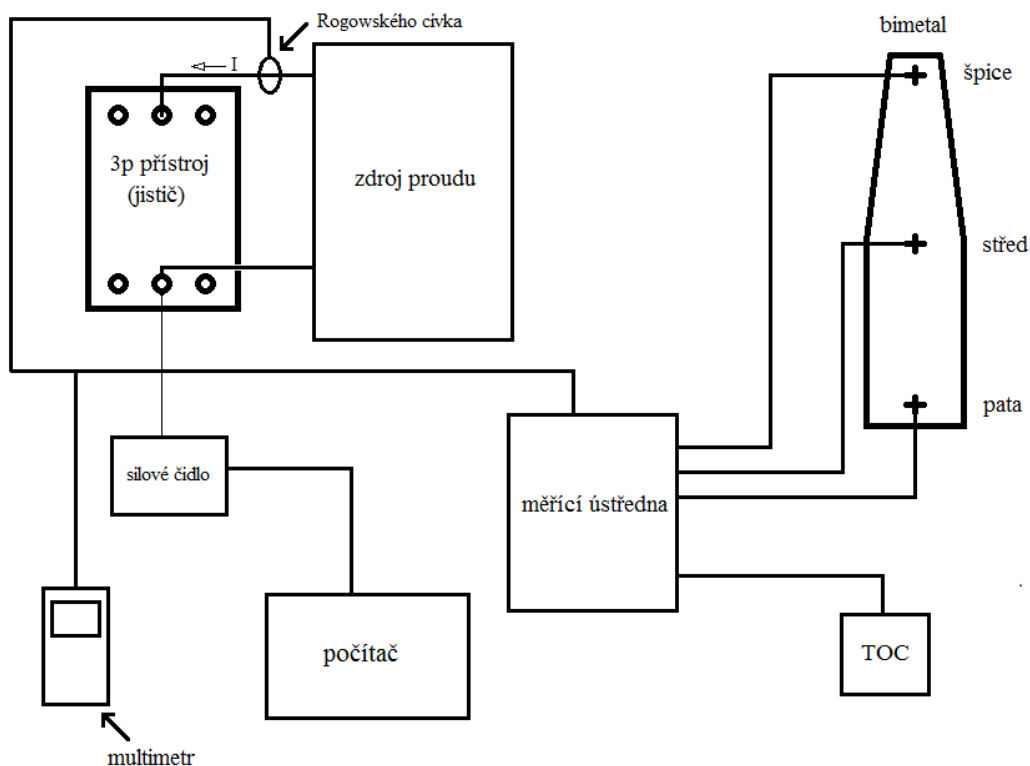 Rogowského cívka
bimetal
I
špice
3p přístroj
(jistič)
zdroj proudu
střed
pata
silové čidlo
měřící ústředna
počítač
TOC
multimetr